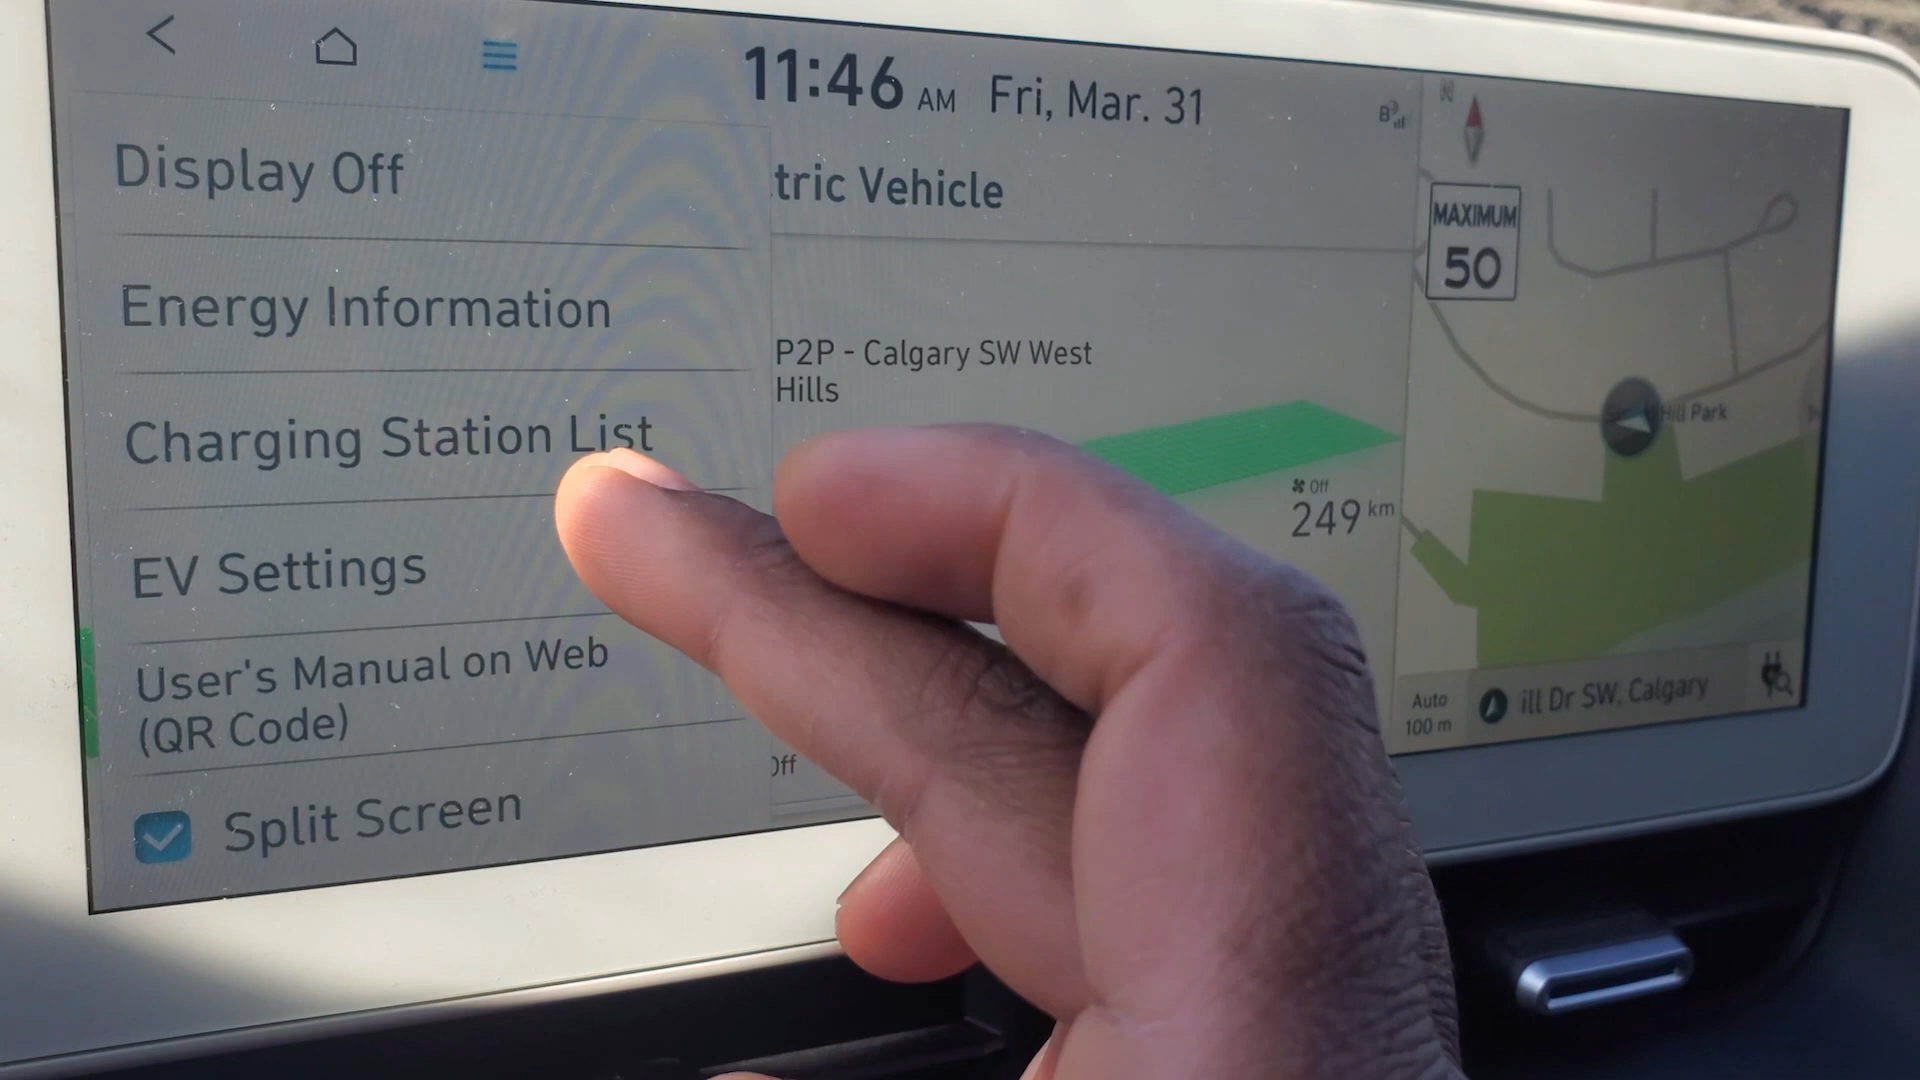 11:46 AM Fri, Mar. 31
Display Off
Energy Information
Charging Station List
EV Settings
User's Manual on Web
(QR Code)
Split Screen
tric Vehicle
P2P - Calgary SW West
Hills
Off
249 km
Off
N
MAXIMUM
50
Hill Park
Auto
100 m
ill Dr SW, Calgary